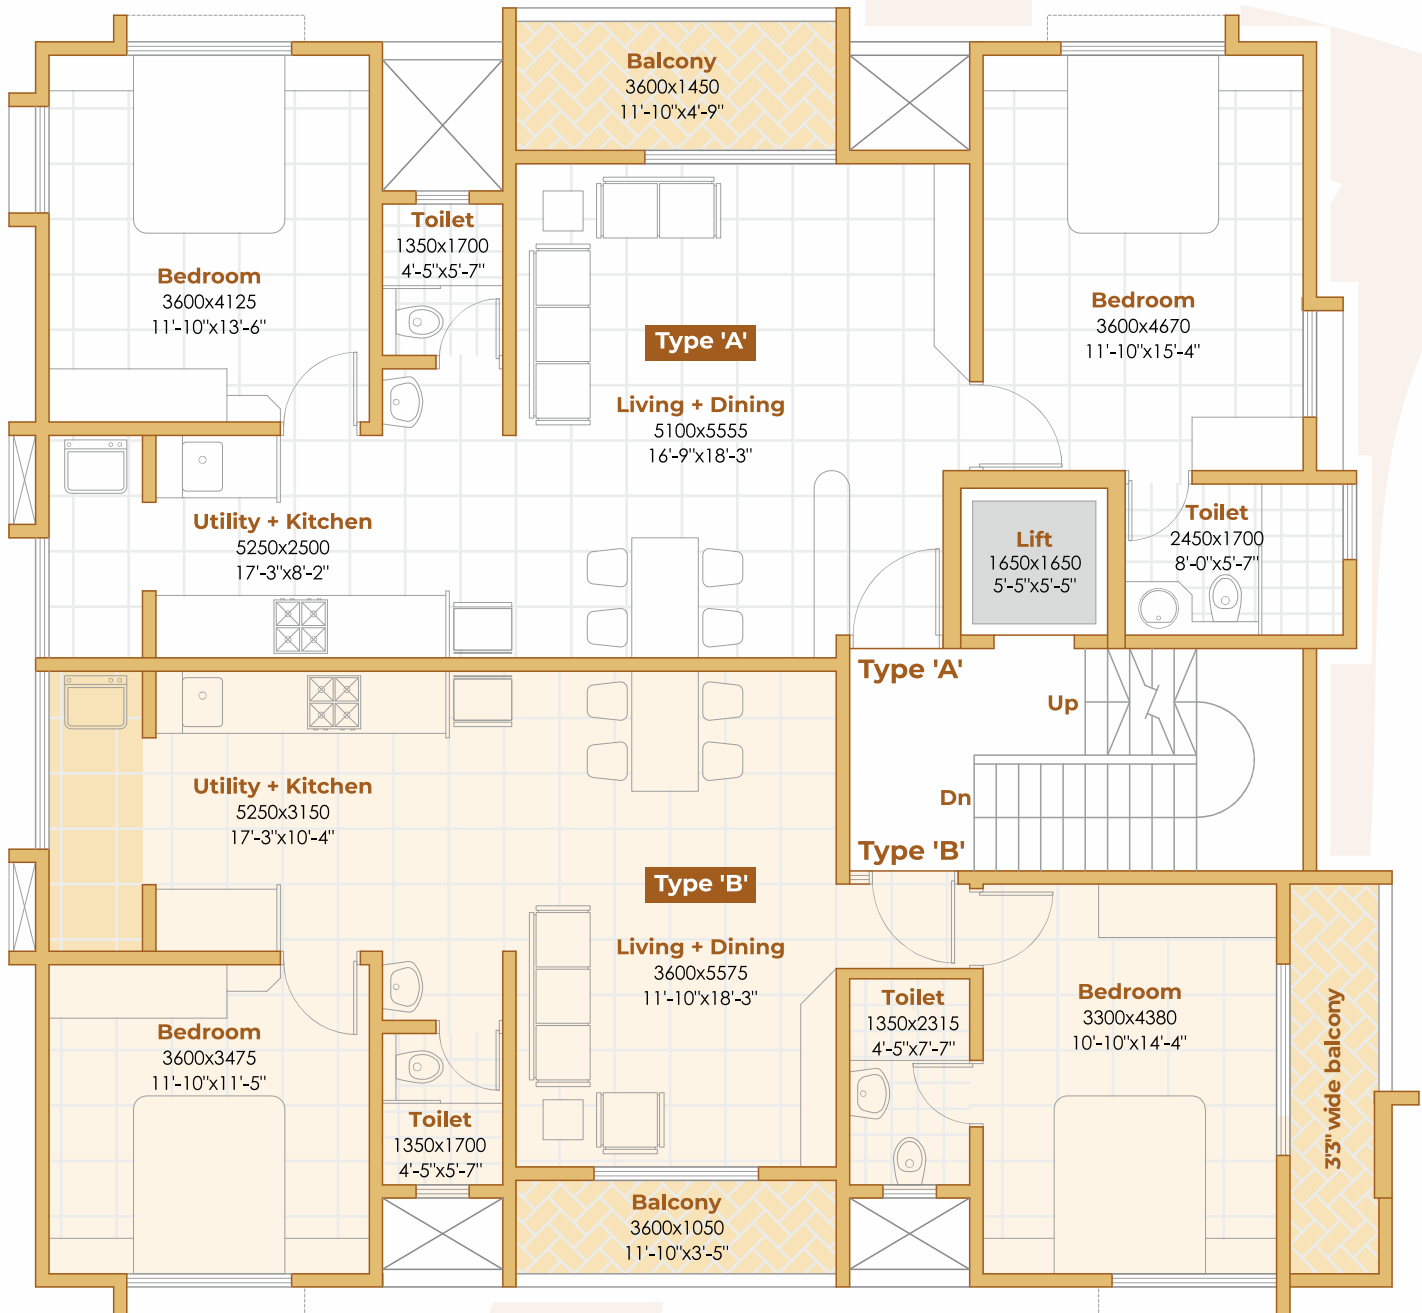 Balcony
3600x1450
11'-10"x4'-9"
Toilet
1350x1700
4'-5"x5'-7"
Bedroom
3600x4125
11'-10"x13'-6"
Bedroom
3600x4670
11'-10"x15'-4"
Type 'A'
Living + Dining
5100x5555
16'-9"x18'-3"
Utility + Kitchen
5250x2500
17'-3"x8'-2"
Lift
1650x1650
5'-5"x5'-5"
Toilet
2450x1700
8'-0"x5'-7"
Type 'A'
Up
Dn
Type 'B'
Utility + Kitchen
5250x3150
17'-3"x10'-4"
Type 'B'
Living + Dining
3600x5575
11'-10"x18'-3"
Bedroom
3600x3475
11'-10"x11'-5"
Toilet
1350x2315
4'-5"x7'-7"
Bedroom
3300x4380
10'-10"x14'-4"
3'3" wide balcony
Toilet
1350x1700
4'-5"x5'-7"
Balcony
3600x1050
11'-10"x3'-5"